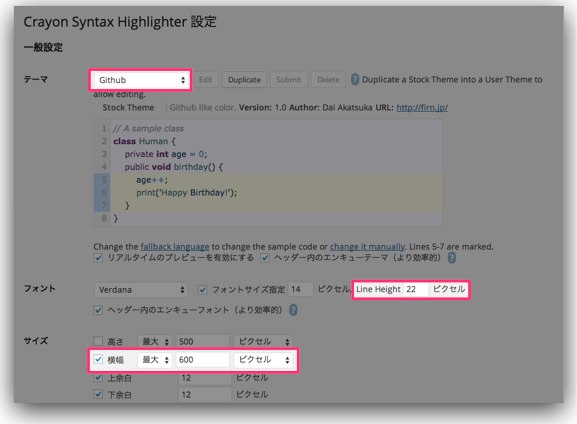 Crayon Syntax Highlighter 設定
一般設定
テーマ Github Edit Duplicate Submit Delete ? Duplicate a Stock Theme into a User Theme to
allow editing.
Stock Theme Github like color. Version: 1.0 Author: Dai Akatsuka URL: http://firn.jp/
1 // A sample class
2 class Human {
3 private int age = 0;
4 public void birthday() {
5 age++;
6 print('Happy Birthday!');
7 }
8 }
Change the fallback language to change the sample code or change it manually. Lines 5-7 are marked.
リアルタイムのプレビューを有効にする ヘッダー内のエンキューテーマ（より効率的） ?
フォント Verdana フォントサイズ指定 14 ピクセル, Line Height 22 ピクセル
ヘッダー内のエンキューフォント（より効率的） ?
サイズ 高さ 最大 500 ピクセル
横幅 最大 600 ピクセル
上余白 12 ピクセル
下余白 12 ピクセル